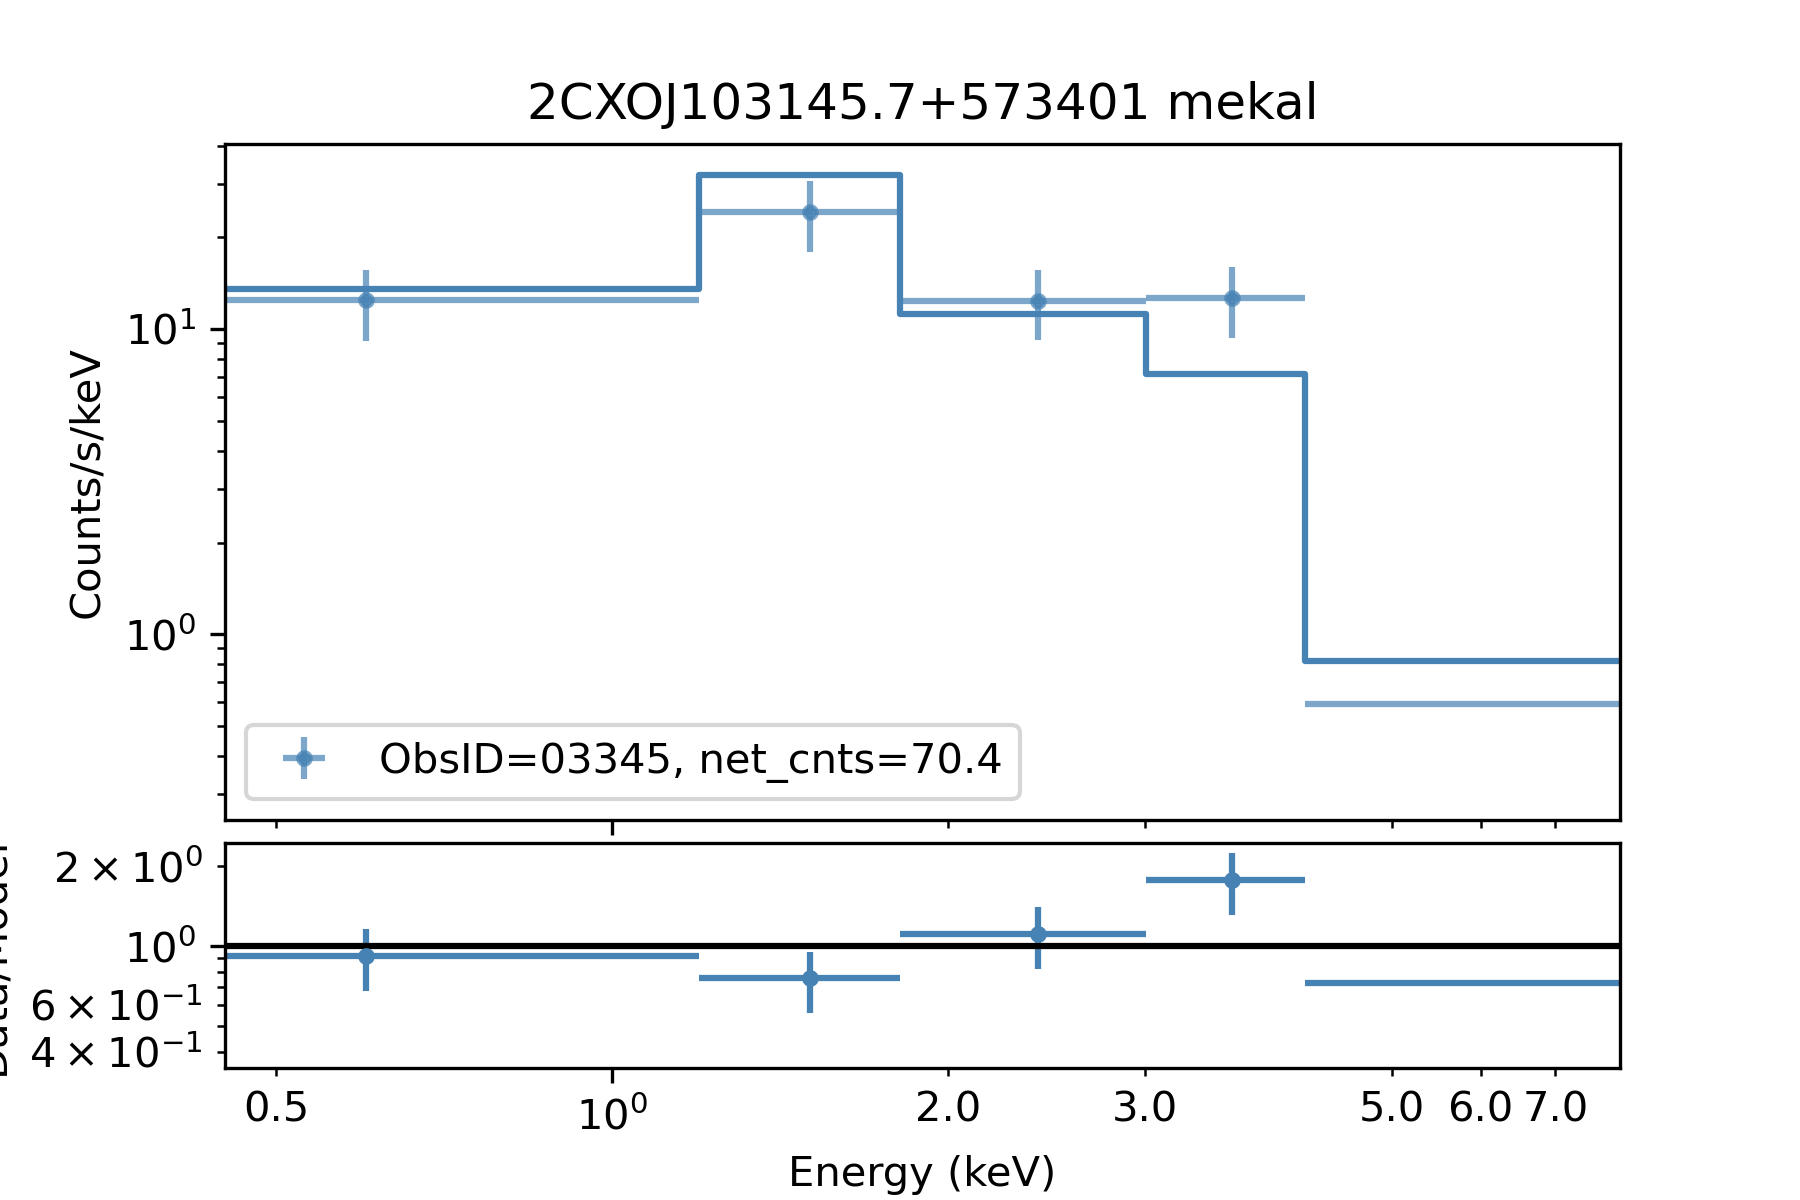 2CXOJ103145.7+573401 mekal
Counts/s/keV
10¹
10⁰
ObsID=03345, net_cnts=70.4
2 × 10⁰
10⁰
6 × 10⁻¹
4 × 10⁻¹
0.5
10⁰
2.0
3.0
5.0
6.0
7.0
Energy (keV)